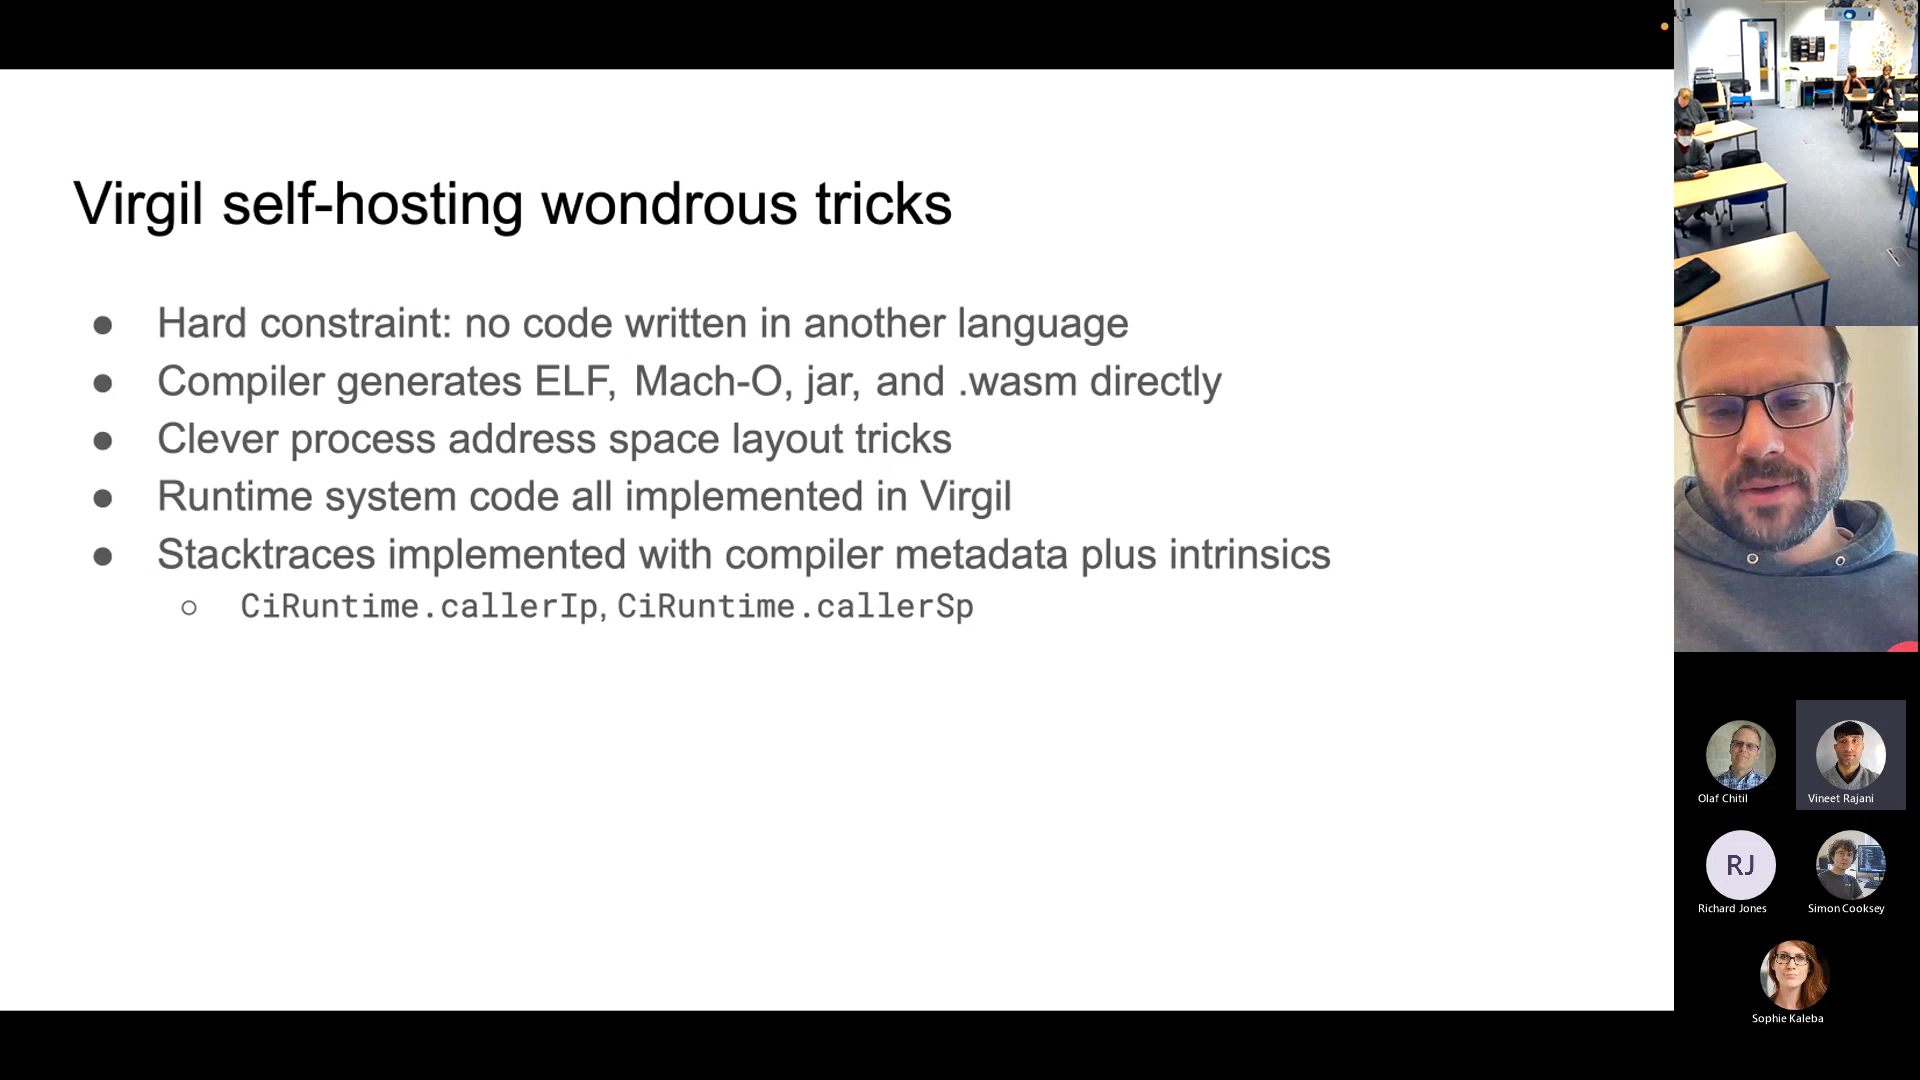 Virgil self-hosting wondrous tricks
● Hard constraint: no code written in another language
● Compiler generates ELF, Mach-O, jar, and .wasm directly
● Clever process address space layout tricks
● Runtime system code all implemented in Virgil
● Stacktraces implemented with compiler metadata plus intrinsics
○ CiRuntime.callerIp, CiRuntime.callerSp
Olaf Chitil
Vineet Rajani
RJ
Richard Jones
Simon Cooksey
Sophie Kaleba